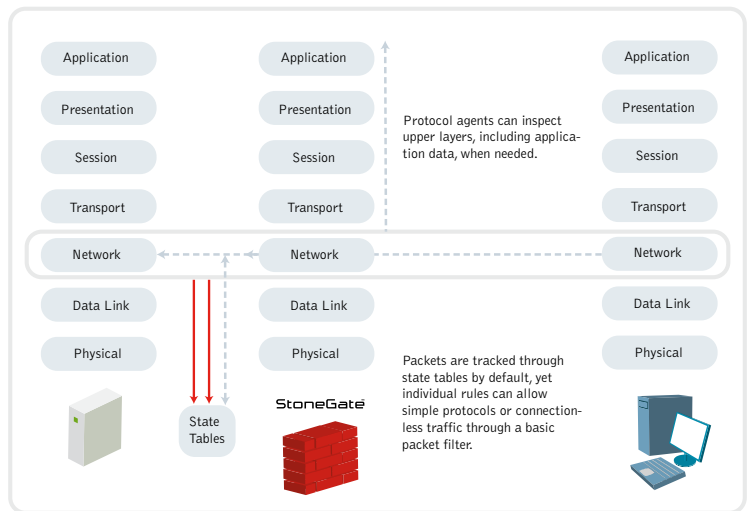 Application
Application
Application
Presentation
Presentation
Presentation
Protocol agents can inspect
upper layers, including applica-
tion data, when needed.
Session
Session
Session
Transport
Transport
Transport
Network
Network
Network
Data Link
Data Link
Data Link
Physical
Physical
Physical
Packets are tracked through
state tables by default, yet
individual rules can allow
simple protocols or connection-
less traffic through a basic
packet filter.
StoneGate
State
Tables